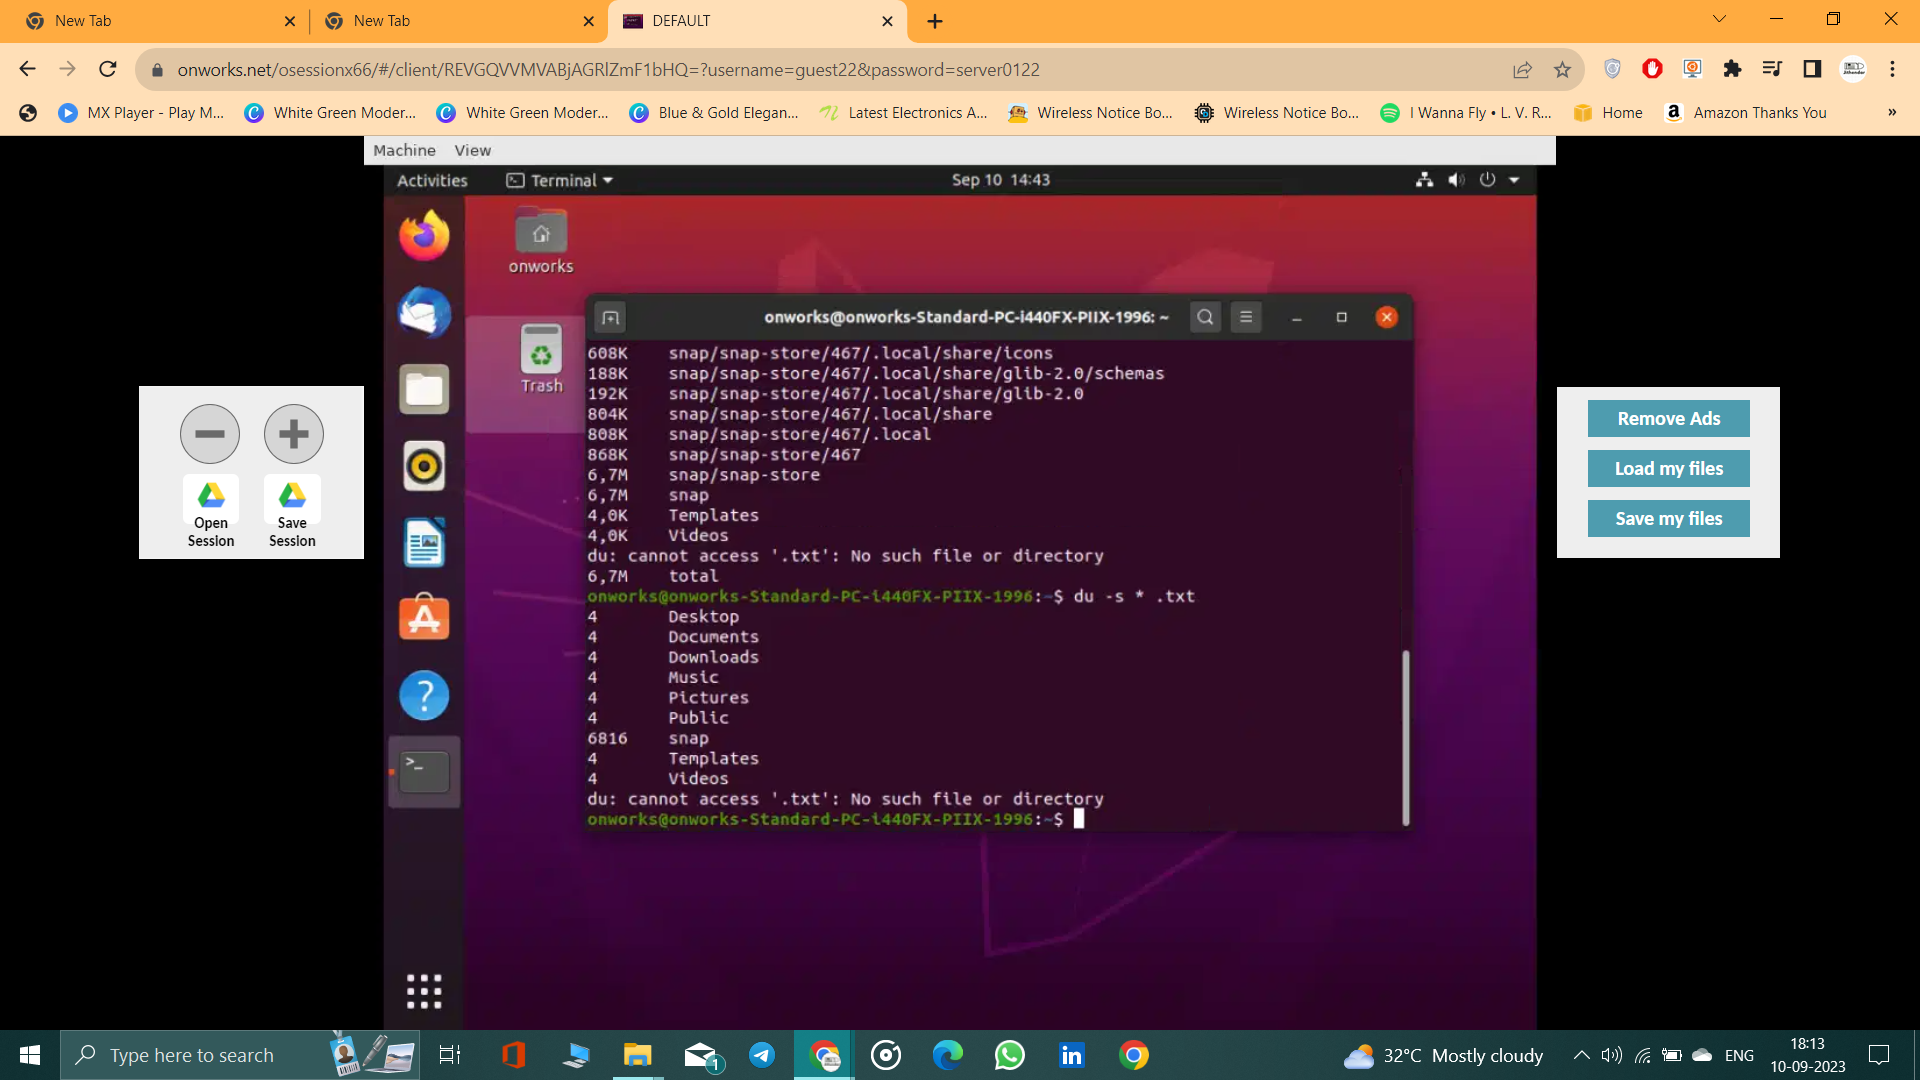 New Tab
New Tab
DEFAULT
onworks.net/osessionx66/#/client/REVGQVVMVABjAGRlZmF1bHQ=?username=guest22&password=server0122
MX Player - Play M...
White Green Moder...
White Green Moder...
Blue & Gold Elegan...
Latest Electronics A...
Wireless Notice Bo...
Wireless Notice Bo...
I Wanna Fly • L. V. R...
Home
Amazon Thanks You
»
Machine View
Activities
Terminal
Sep 10 14:43
onworks
Trash
onworks@onworks-Standard-PC-i440FX-PIIX-1996: ~
608K snap/snap-store/467/.local/share/icons
188K snap/snap-store/467/.local/share/glib-2.0/schemas
192K snap/snap-store/467/.local/share/glib-2.0
804K snap/snap-store/467/.local/share
808K snap/snap-store/467/.local
868K snap/snap-store/467
6,7M snap/snap-store
6,7M snap
4,0K Templates
4,0K Videos
du: cannot access '.txt': No such file or directory
6,7M total
onworks@onworks-Standard-PC-i440FX-PIIX-1996:~$ du -s * .txt
4 Desktop
4 Documents
4 Downloads
4 Music
4 Pictures
4 Public
6816 snap
4 Templates
4 Videos
du: cannot access '.txt': No such file or directory
onworks@onworks-Standard-PC-i440FX-PIIX-1996:~$
Open
Session
Save
Session
Remove Ads
Load my files
Save my files
Type here to search
1
32°C Mostly cloudy
ENG
18:13
10-09-2023